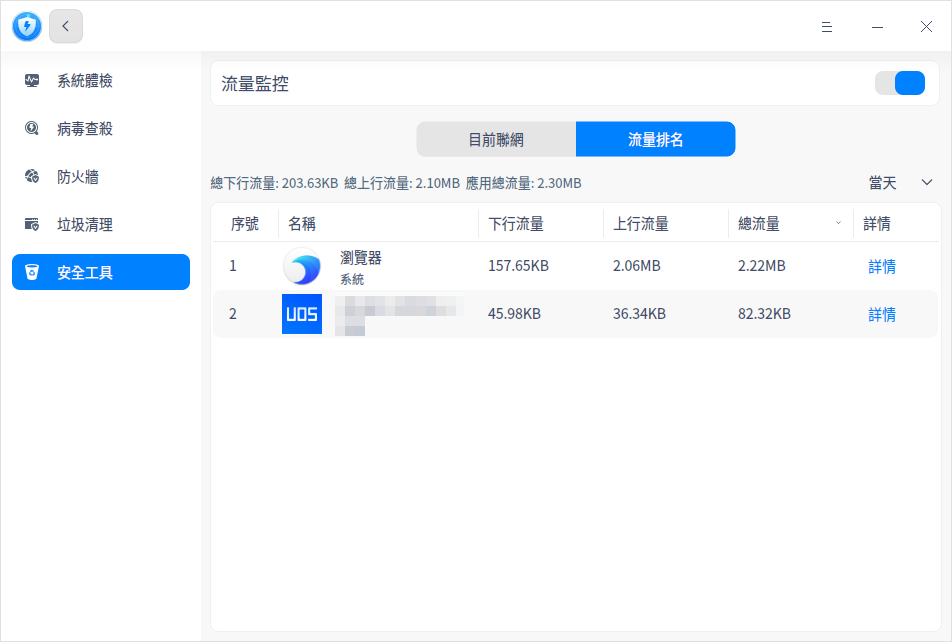 系統體檢
病毒查殺
防火牆
垃圾清理
安全工具
流量監控
目前聯網 流量排名
總下行流量: 203.63KB 總上行流量: 2.10MB 應用總流量: 2.30MB 當天
序號 名稱 下行流量 上行流量 總流量 詳情
1 瀏覽器 157.65KB 2.06MB 2.22MB 詳情
系統
2 UOS 45.98KB 36.34KB 82.32KB 詳情